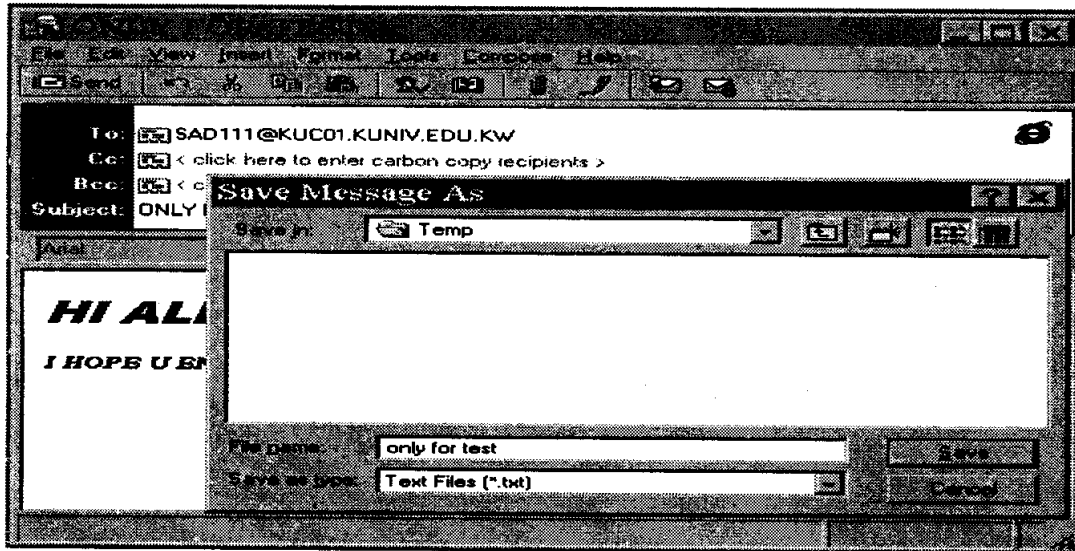 File Edit View Insert Format Tools Compose Help
Send
To: SAD111@KUC01.KUNIV.EDU.KW
Cc: < click here to enter carbon copy recipients >
Bcc: < c
Subject: ONLY
Arial
HI ALI
I HOPE U EN
Save Message As
Save in: Temp
File name: only for test
Save
Save as type: Text Files (*.txt)
Cancel